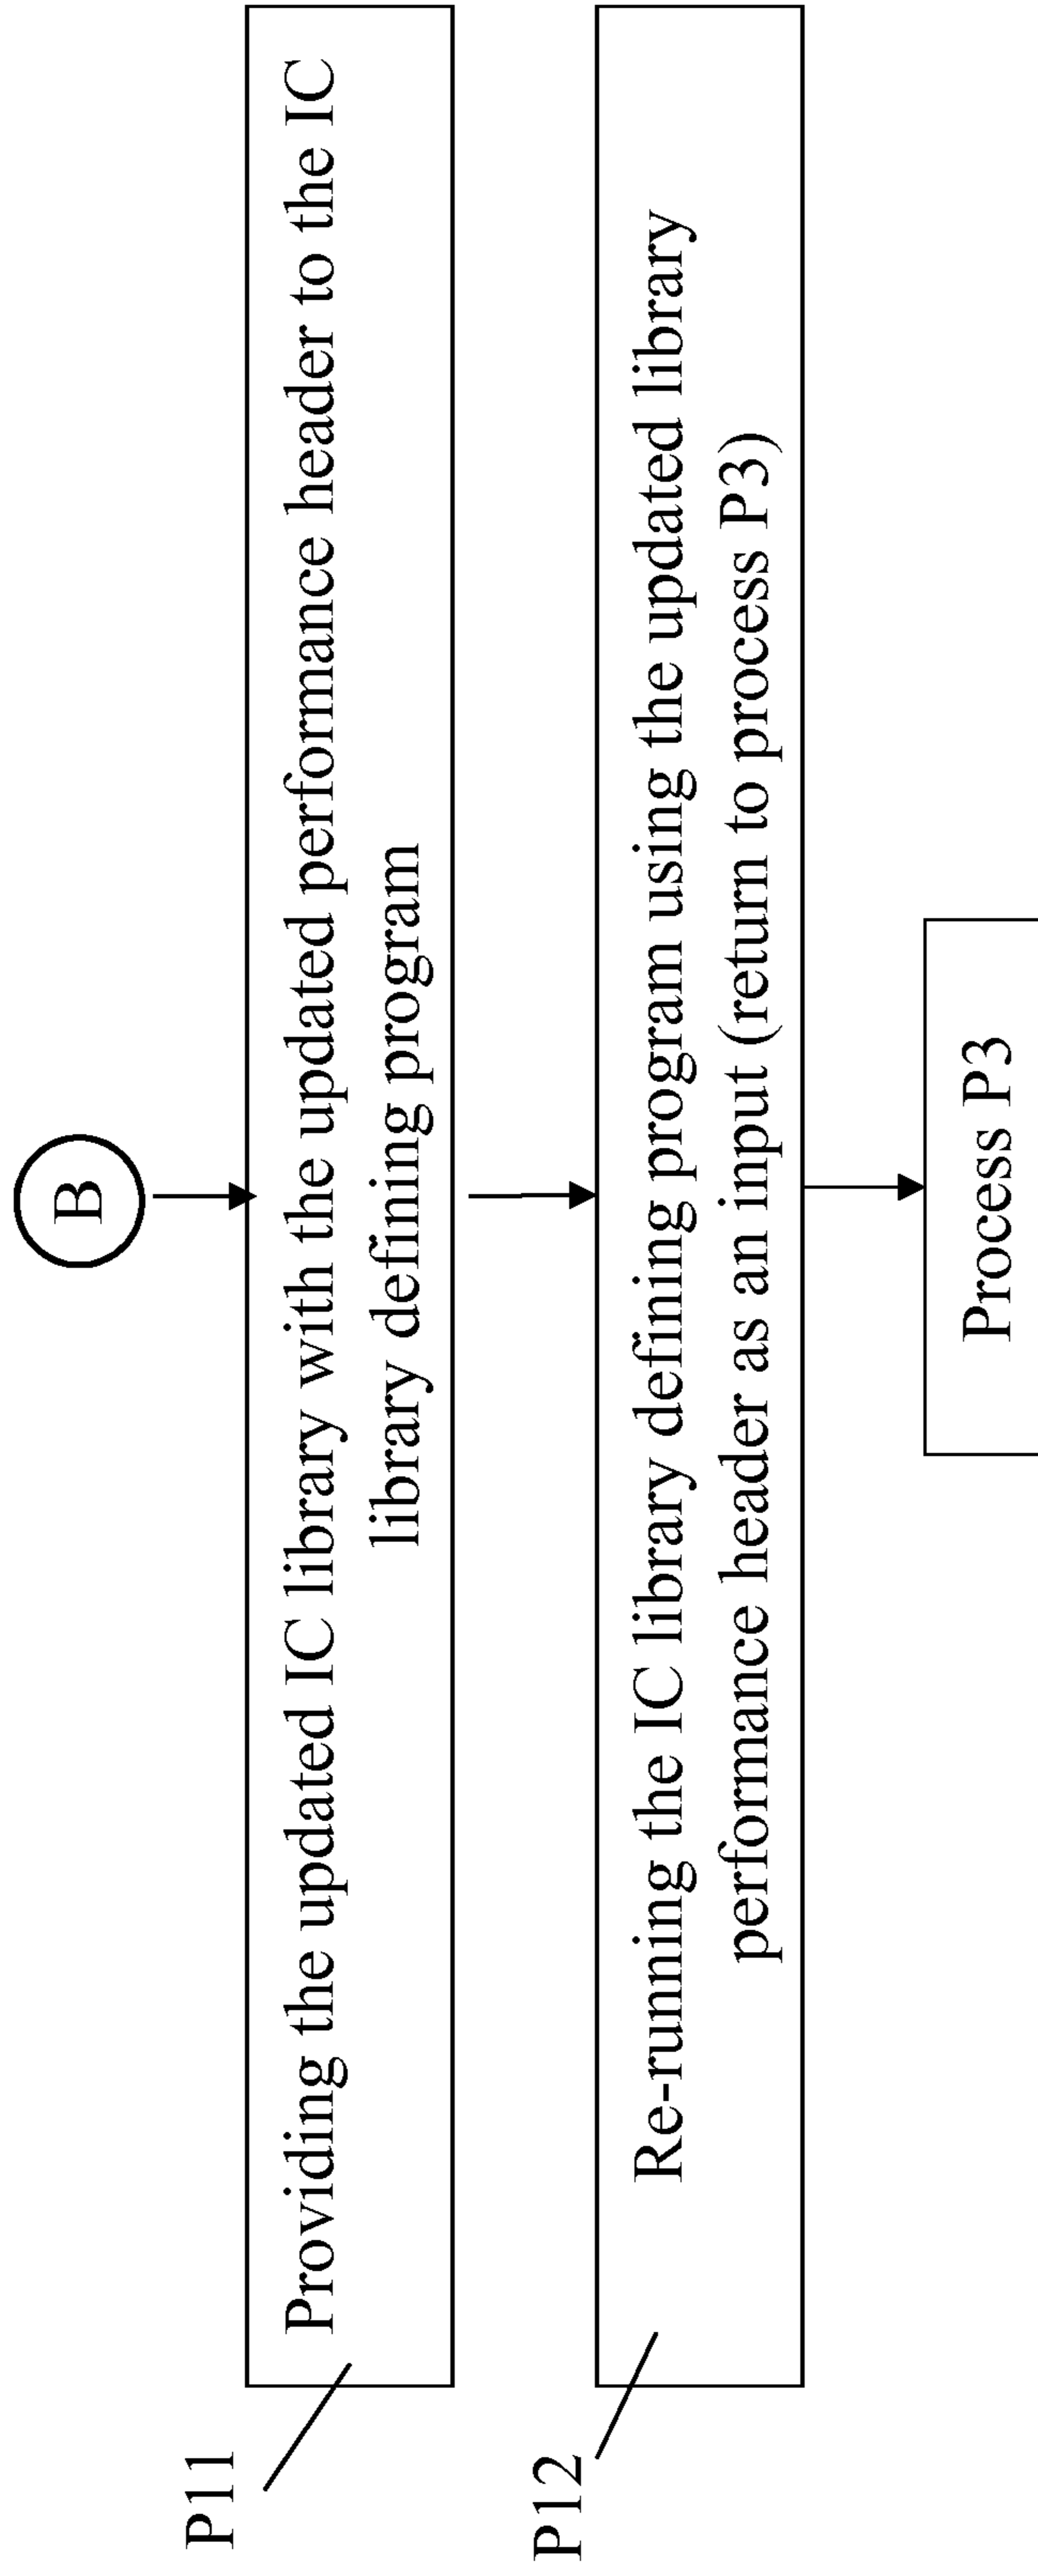 B
P11
Providing the updated IC library with the updated performance header to the IC
library defining program
P12
Re-running the IC library defining program using the updated library
performance header as an input (return to process P3)
Process P3